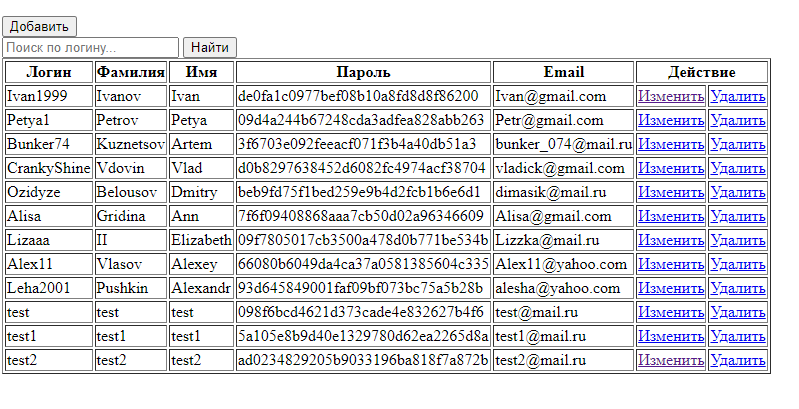 Добавить
Поиск по логину... Найти
Логин Фамилия Имя Пароль Email Действие
Ivan1999 Ivanov Ivan de0fa1c0977bef08b10a8fd8d8f86200 Ivan@gmail.com Изменить Удалить
Petya1 Petrov Petya 09d4a244b67248cda3adfea828abb263 Petr@gmail.com Изменить Удалить
Bunker74 Kuznetsov Artem 3f6703e092feeacf071f3b4a40db51a3 bunker_074@mail.ru Изменить Удалить
CrankyShine Vdovin Vlad d0b8297638452d6082fc4974acf38704 vladick@gmail.com Изменить Удалить
Ozidyze Belousov Dmitry beb9fd75f1bed259e9b4d2fcb1b6e6d1 dimasik@mail.ru Изменить Удалить
Alisa Gridina Ann 7f6f09408868aaa7cb50d02a96346609 Alisa@gmail.com Изменить Удалить
Lizaaa II Elizabeth 09f7805017cb3500a478d0b771be534b Lizzka@mail.ru Изменить Удалить
Alex11 Vlasov Alexey 66080b6049da4ca37a0581385604c335 Alex11@yahoo.com Изменить Удалить
Leha2001 Pushkin Alexandr 93d645849001faf09bf073bc75a5b28b alesha@yahoo.com Изменить Удалить
test test test 098f6bcd4621d373cade4e832627b4f6 test@mail.ru Изменить Удалить
test1 test1 test1 5a105e8b9d40e1329780d62ea2265d8a test1@mail.ru Изменить Удалить
test2 test2 test2 ad0234829205b9033196ba818f7a872b test2@mail.ru Изменить Удалить